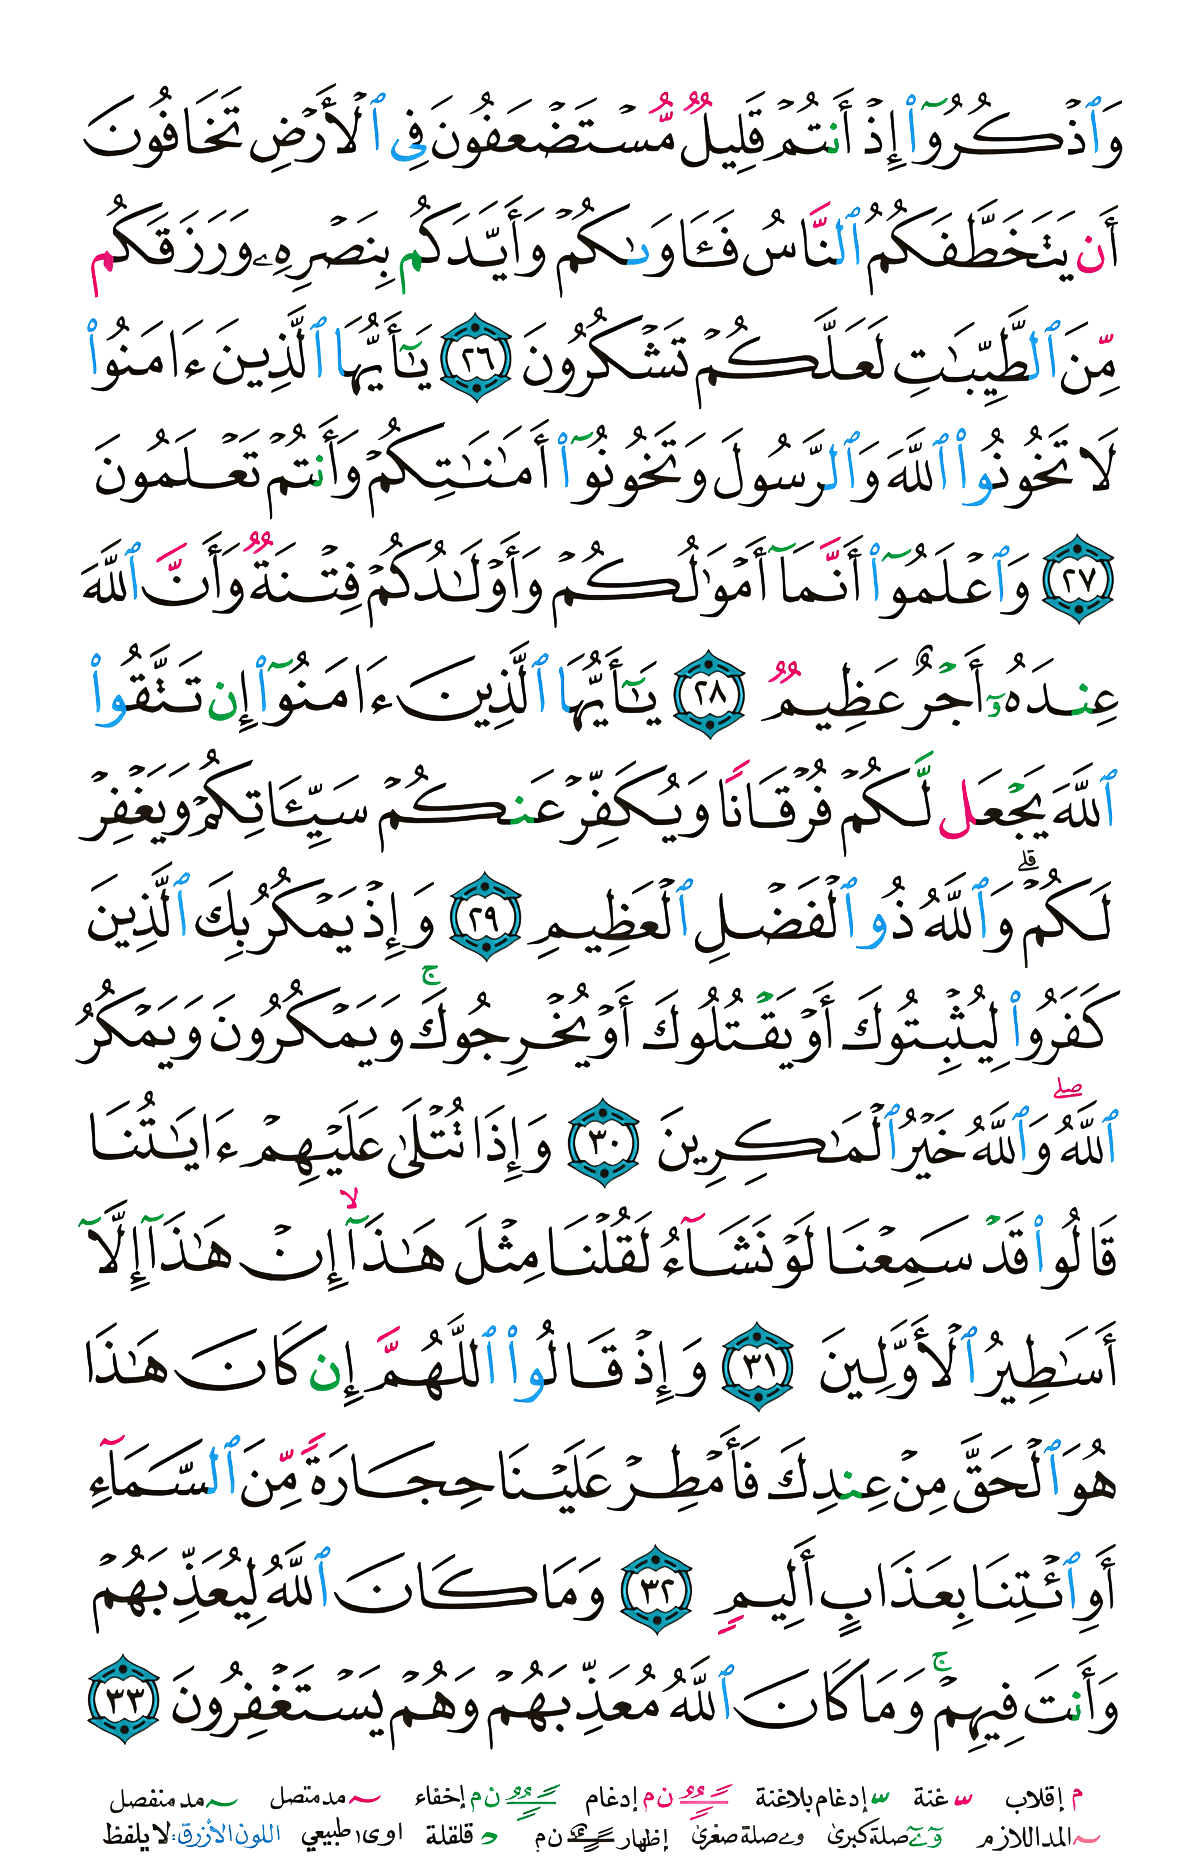 وَٱذۡكُرُوٓاْ إِذۡ أَنتُمۡ قَلِيلٞ مُّسۡتَضۡعَفُونَ فِي ٱلۡأَرۡضِ تَخَافُونَ
أَن يَتَخَطَّفَكُمُ ٱلنَّاسُ فَـَٔاوَىٰكُمۡ وَأَيَّدَكُم بِنَصۡرِهِۦ وَرَزَقَكُم
مِّنَ ٱلطَّيِّبَٰتِ لَعَلَّكُمۡ تَشۡكُرُونَ ٢٦ يَٰٓأَيُّهَا ٱلَّذِينَ ءَامَنُواْ
لَا تَخُونُواْ ٱللَّهَ وَٱلرَّسُولَ وَتَخُونُوٓاْ أَمَٰنَٰتِكُمۡ وَأَنتُمۡ تَعۡلَمُونَ
٢٧ وَٱعۡلَمُوٓاْ أَنَّمَآ أَمۡوَٰلُكُمۡ وَأَوۡلَٰدُكُمۡ فِتۡنَةٞ وَأَنَّ ٱللَّهَ
عِندَهُۥٓ أَجۡرٌ عَظِيمٞ ٢٨ يَٰٓأَيُّهَا ٱلَّذِينَ ءَامَنُوٓاْ إِن تَتَّقُواْ
ٱللَّهَ يَجۡعَل لَّكُمۡ فُرۡقَانٗا وَيُكَفِّرۡ عَنكُمۡ سَيِّـَٔاتِكُمۡ وَيَغۡفِرۡ
لَكُمۡۗ وَٱللَّهُ ذُو ٱلۡفَضۡلِ ٱلۡعَظِيمِ ٢٩ وَإِذۡ يَمۡكُرُ بِكَ ٱلَّذِينَ
كَفَرُواْ لِيُثۡبِتُوكَ أَوۡ يَقۡتُلُوكَ أَوۡ يُخۡرِجُوكَۚ وَيَمۡكُرُونَ وَيَمۡكُرُ
ٱللَّهُۖ وَٱللَّهُ خَيۡرُ ٱلۡمَٰكِرِينَ ٣٠ وَإِذَا تُتۡلَىٰ عَلَيۡهِمۡ ءَايَٰتُنَا
قَالُواْ قَدۡ سَمِعۡنَا لَوۡ نَشَآءُ لَقُلۡنَا مِثۡلَ هَٰذَآۙ إِنۡ هَٰذَآ إِلَّآ
أَسَٰطِيرُ ٱلۡأَوَّلِينَ ٣١ وَإِذۡ قَالُواْ ٱللَّهُمَّ إِن كَانَ هَٰذَا
هُوَ ٱلۡحَقَّ مِنۡ عِندِكَ فَأَمۡطِرۡ عَلَيۡنَا حِجَارَةٗ مِّنَ ٱلسَّمَآءِ
أَوِ ٱئۡتِنَا بِعَذَابٍ أَلِيمٖ ٣٢ وَمَا كَانَ ٱللَّهُ لِيُعَذِّبَهُمۡ
وَأَنتَ فِيهِمۡۚ وَمَا كَانَ ٱللَّهُ مُعَذِّبَهُمۡ وَهُمۡ يَسۡتَغۡفِرُونَ ٣٣
م إقلاب غنة إدغام بلاغنة ن م إدغام ن م إخفاء مد متصل مد منفصل
المد اللازم صلة كبرى و ے صلة صغرى إظهار ن م قلقلة ا و ى ا طبيعي اللون الأزرق: لا يلفظ